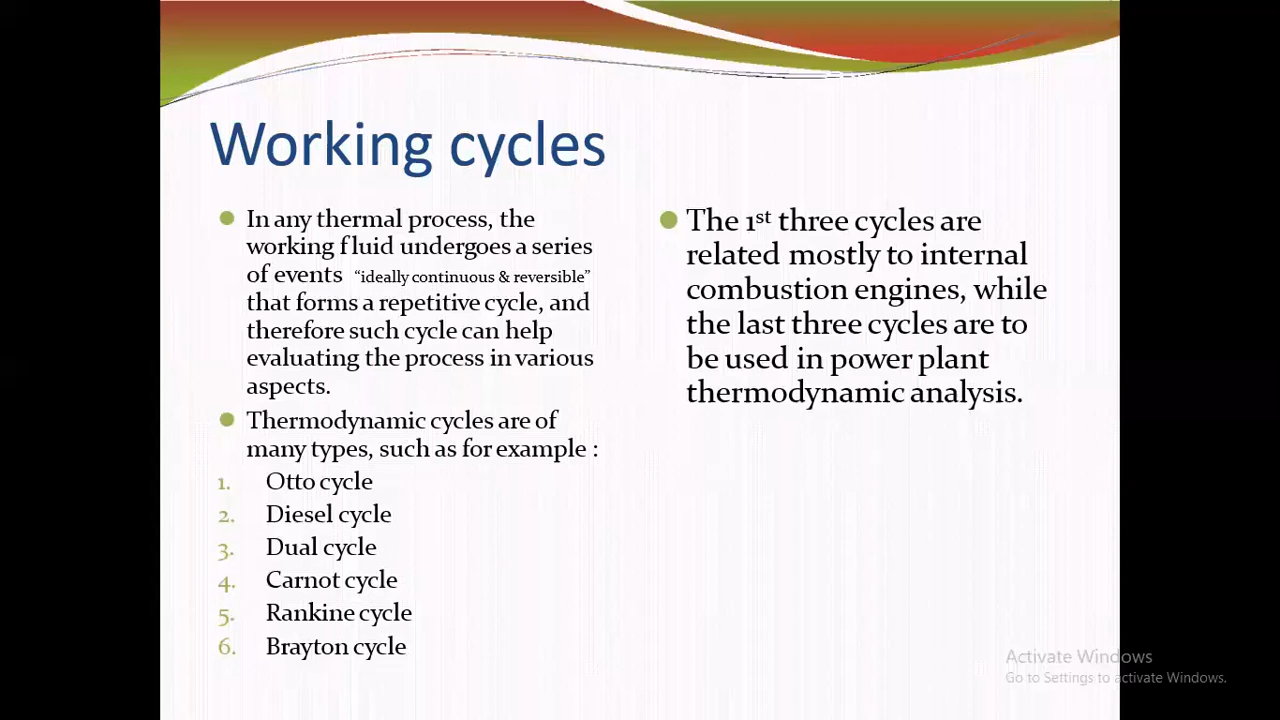 Working cycles
In any thermal process, the
working fluid undergoes a series
of events "ideally continuous & reversible"
that forms a repetitive cycle, and
therefore such cycle can help
evaluating the process in various
aspects.
Thermodynamic cycles are of
many types, such as for example :
1. Otto cycle
2. Diesel cycle
3. Dual cycle
4. Carnot cycle
5. Rankine cycle
6. Brayton cycle
The 1st three cycles are
related mostly to internal
combustion engines, while
the last three cycles are to
be used in power plant
thermodynamic analysis.
Activate Windows
Go to Settings to activate Windows.